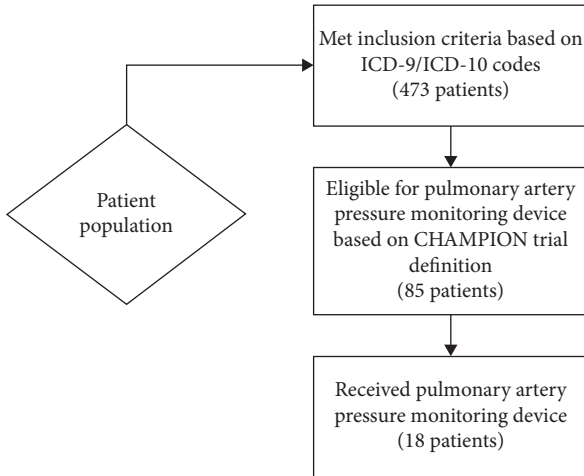 Met inclusion criteria based on
ICD-9/ICD-10 codes
(473 patients)
Patient
population
Eligible for pulmonary artery
pressure monitoring device
based on CHAMPION trial
definition
(85 patients)
Received pulmonary artery
pressure monitoring device
(18 patients)